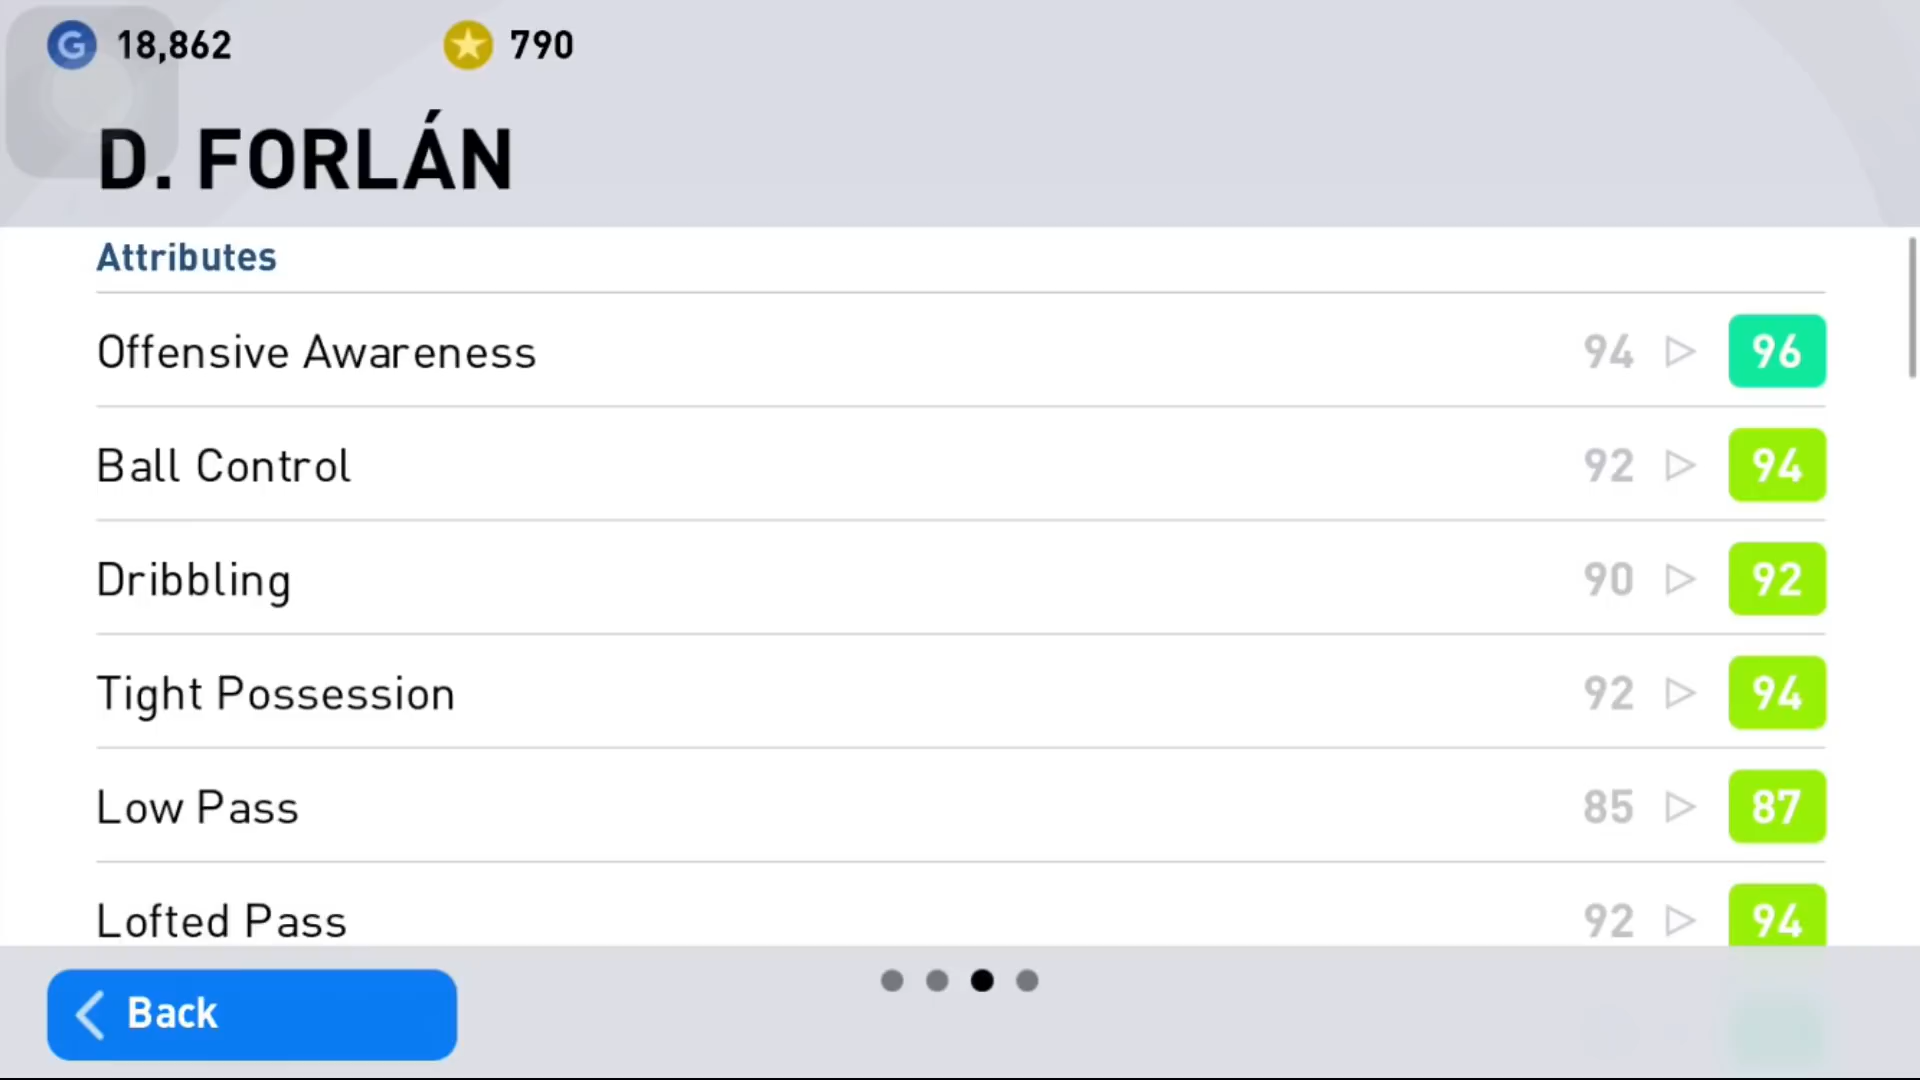 G 18,862 790
D. FORLÁN
Attributes
Offensive Awareness 94 96
Ball Control 92 94
Dribbling 90 92
Tight Possession 92 94
Low Pass 85 87
Lofted Pass 92 94
Back